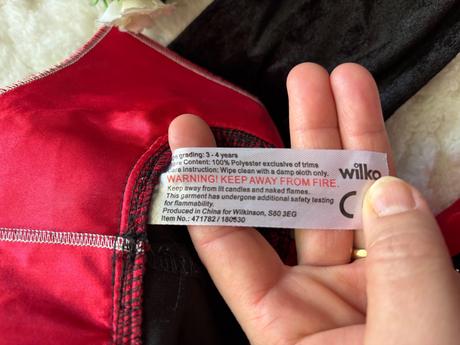 ge grading: 3 - 4 years
bre Content: 100% Polyester exclusive of trims
Care Instruction: Wipe clean with a damp cloth only.
WARNING! KEEP AWAY FROM FIRE.
Keep away from lit candles and naked flames.
This garment has undergone additional safety testing
for flammability.
Produced in China for Wilkinson, S80 3EG
Item No.: 471782 / 180530
wilko
C